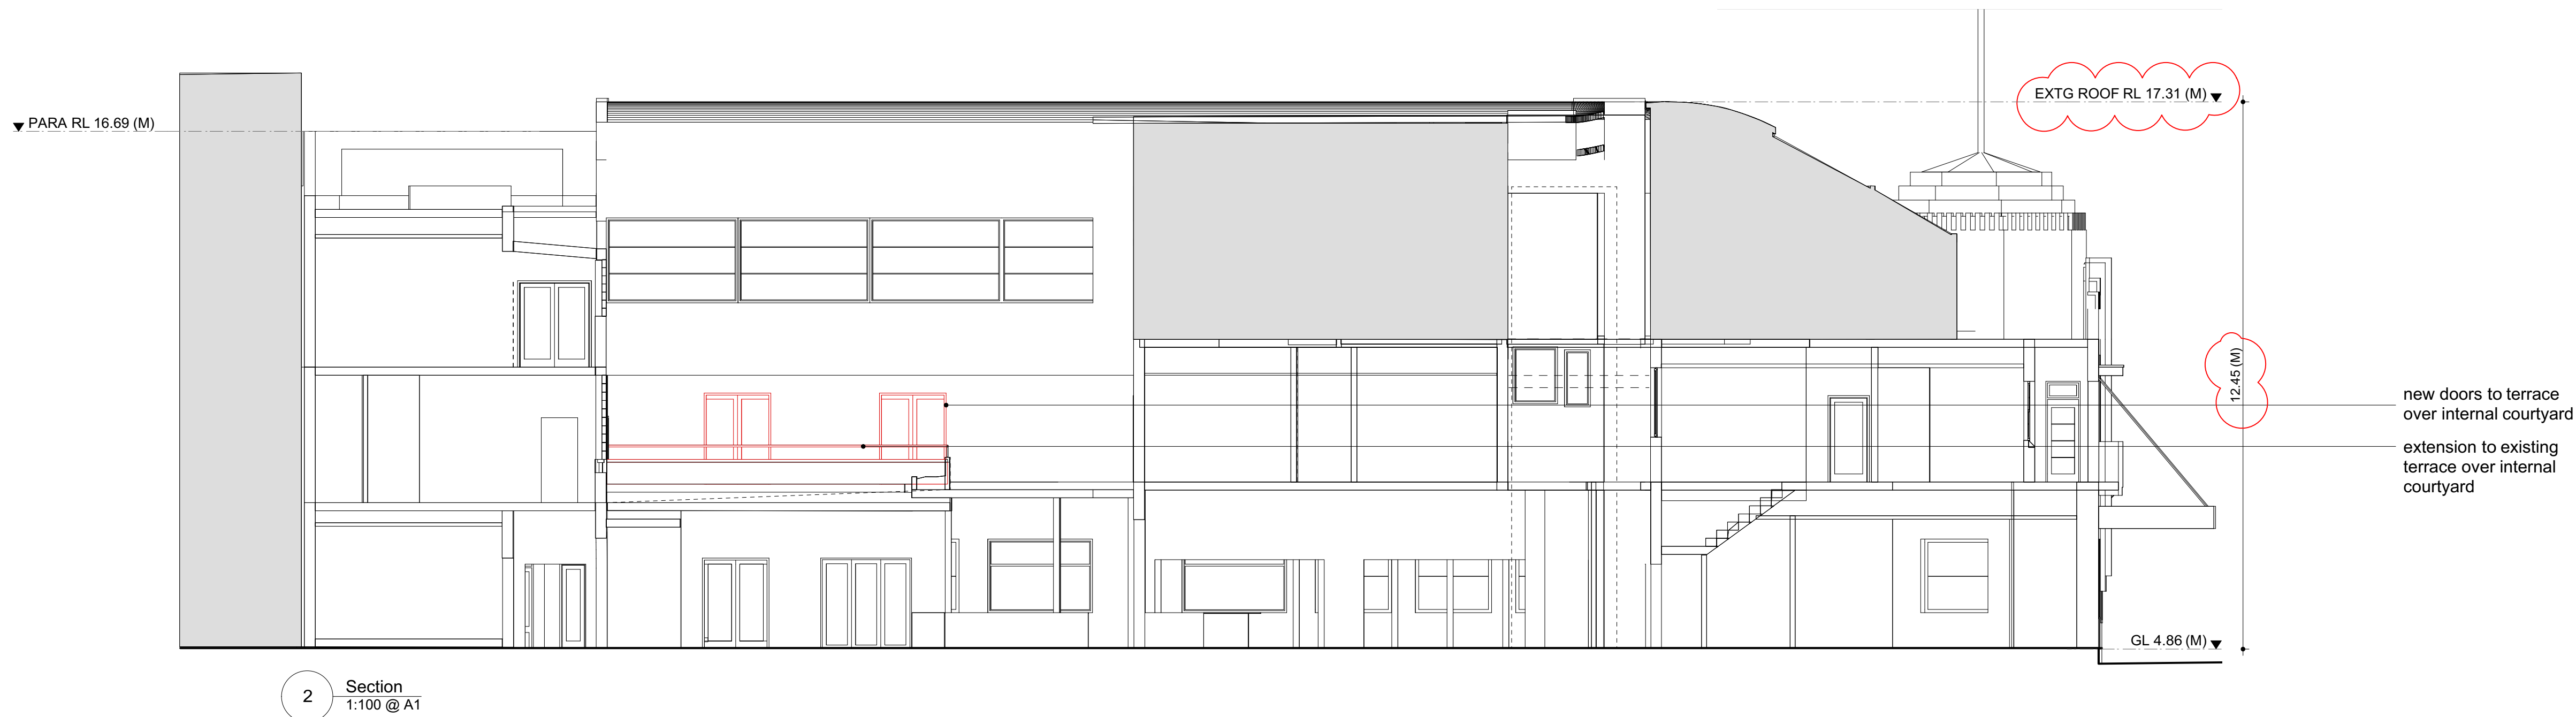 EXTG ROOF RL 17.31 (M)
PARA RL 16.69 (M)
12.45 (M)
new doors to terrace
over internal courtyard
extension to existing
terrace over internal
courtyard
GL 4.86 (M)
2
Section
1:100 @ A1